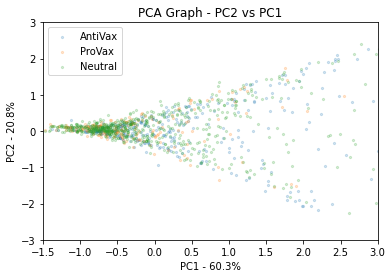 PCA Graph - PC2 vs PC1
AntiVax
ProVax
Neutral
PC2 - 20.8%
3
2
1
0
−1
−2
−3
−1.5 −1.0 −0.5 0.0 0.5 1.0 1.5 2.0 2.5 3.0
PC1 - 60.3%